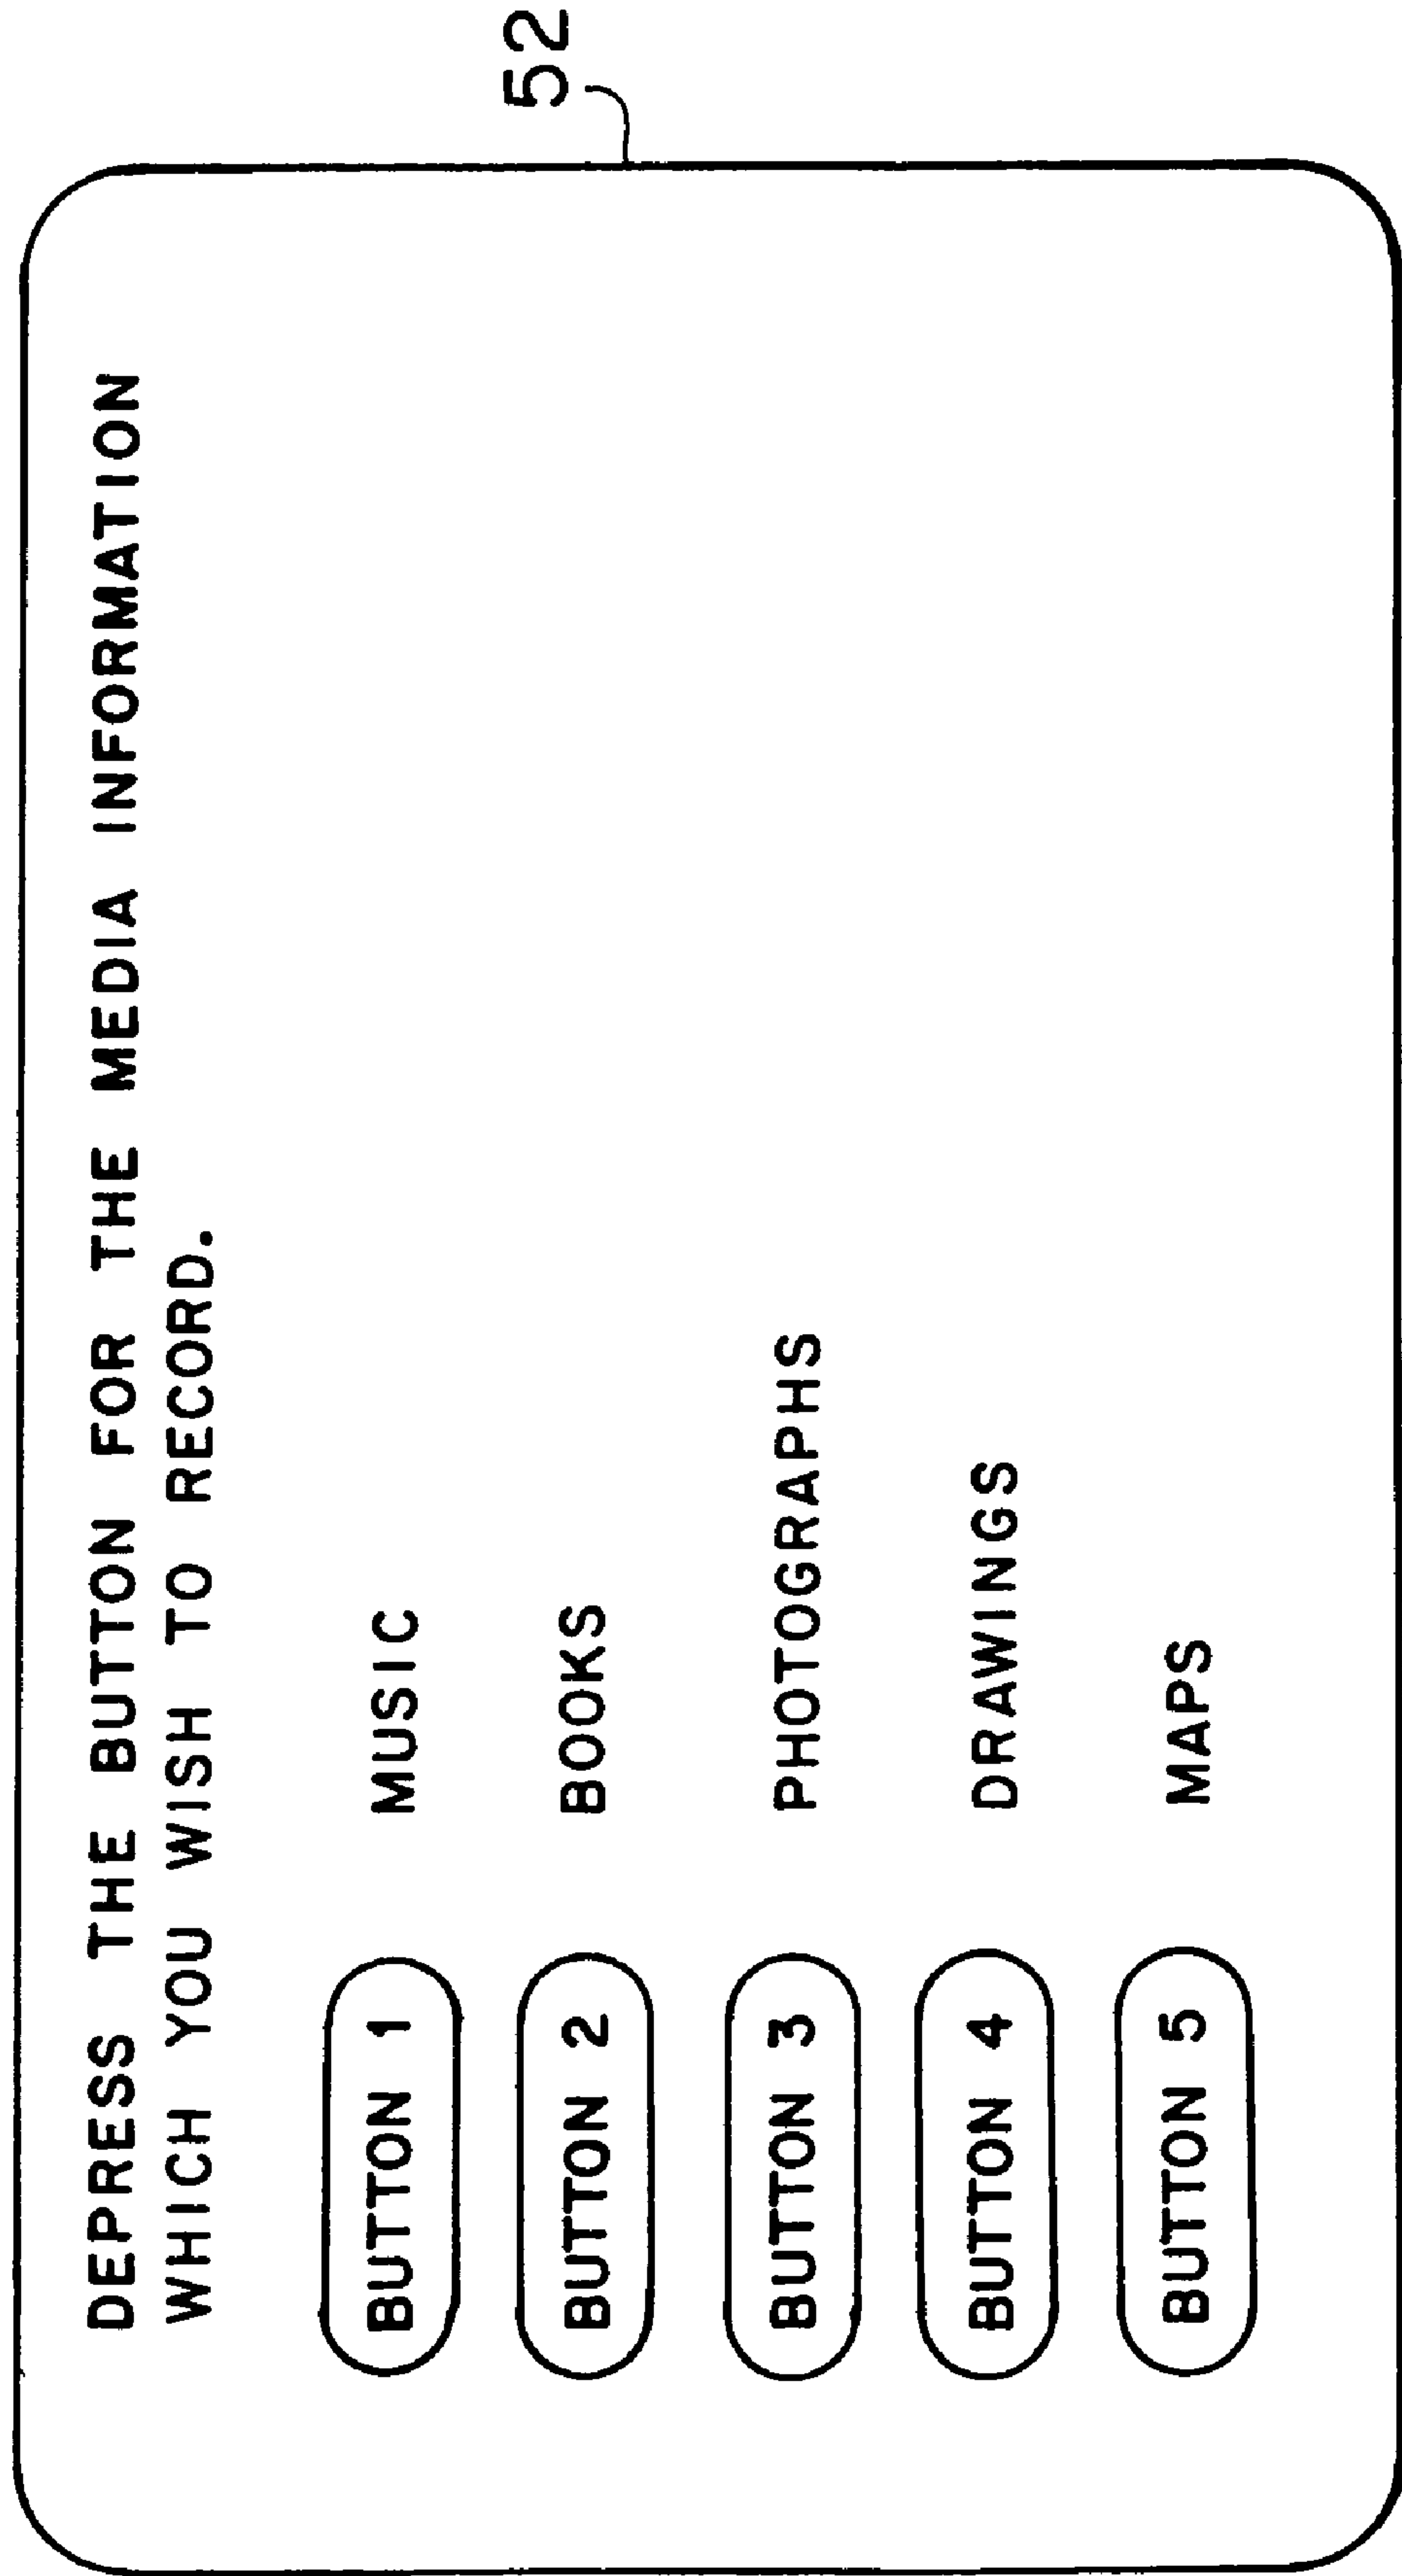 DEPRESS THE BUTTON FOR THE MEDIA INFORMATION
WHICH YOU WISH TO RECORD.
BUTTON 1 MUSIC
BUTTON 2 BOOKS
BUTTON 3 PHOTOGRAPHS
BUTTON 4 DRAWINGS
BUTTON 5 MAPS
52